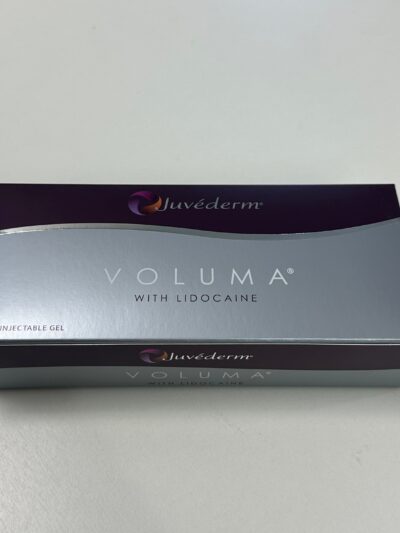 Juvéderm®
VOLUMA®
WITH LIDOCAINE
INJECTABLE GEL
Juvéderm®
VOLUMA®
WITH LIDOCAINE